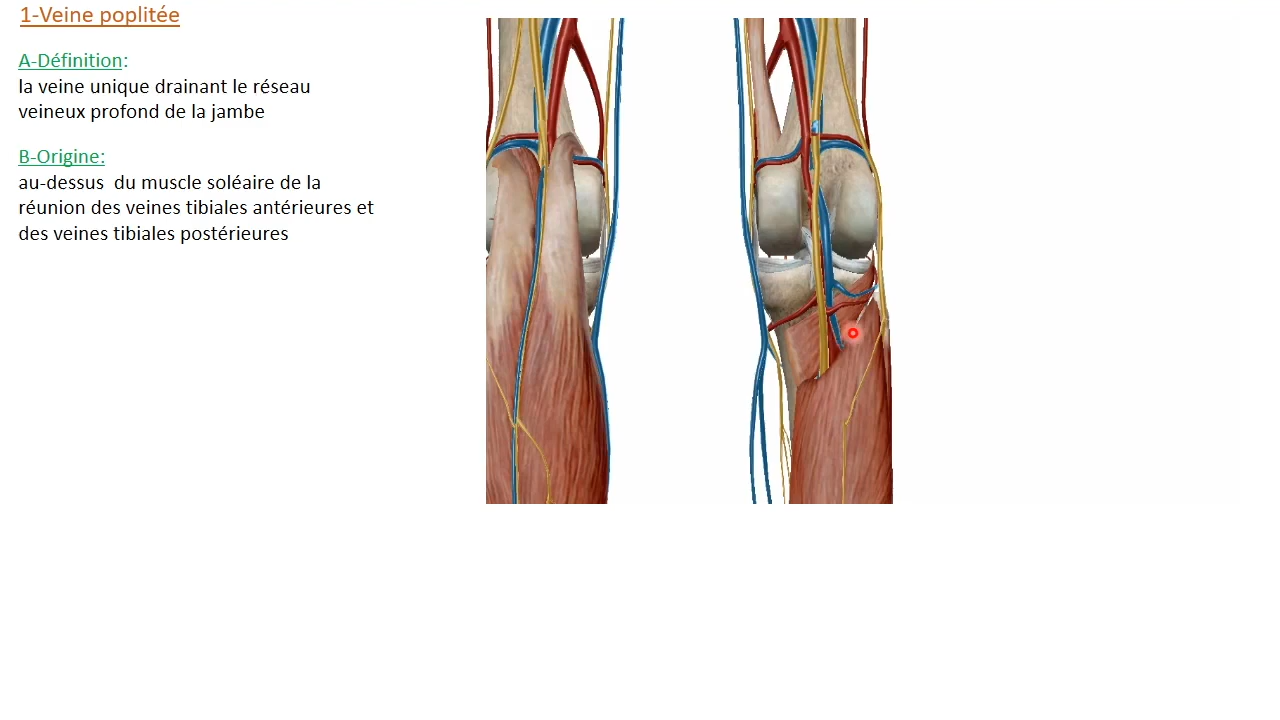 1-Veine poplitée
A-Définition:
la veine unique drainant le réseau
veineux profond de la jambe
B-Origine:
au-dessus  du muscle soléaire de la
réunion des veines tibiales antérieures et
des veines tibiales postérieures